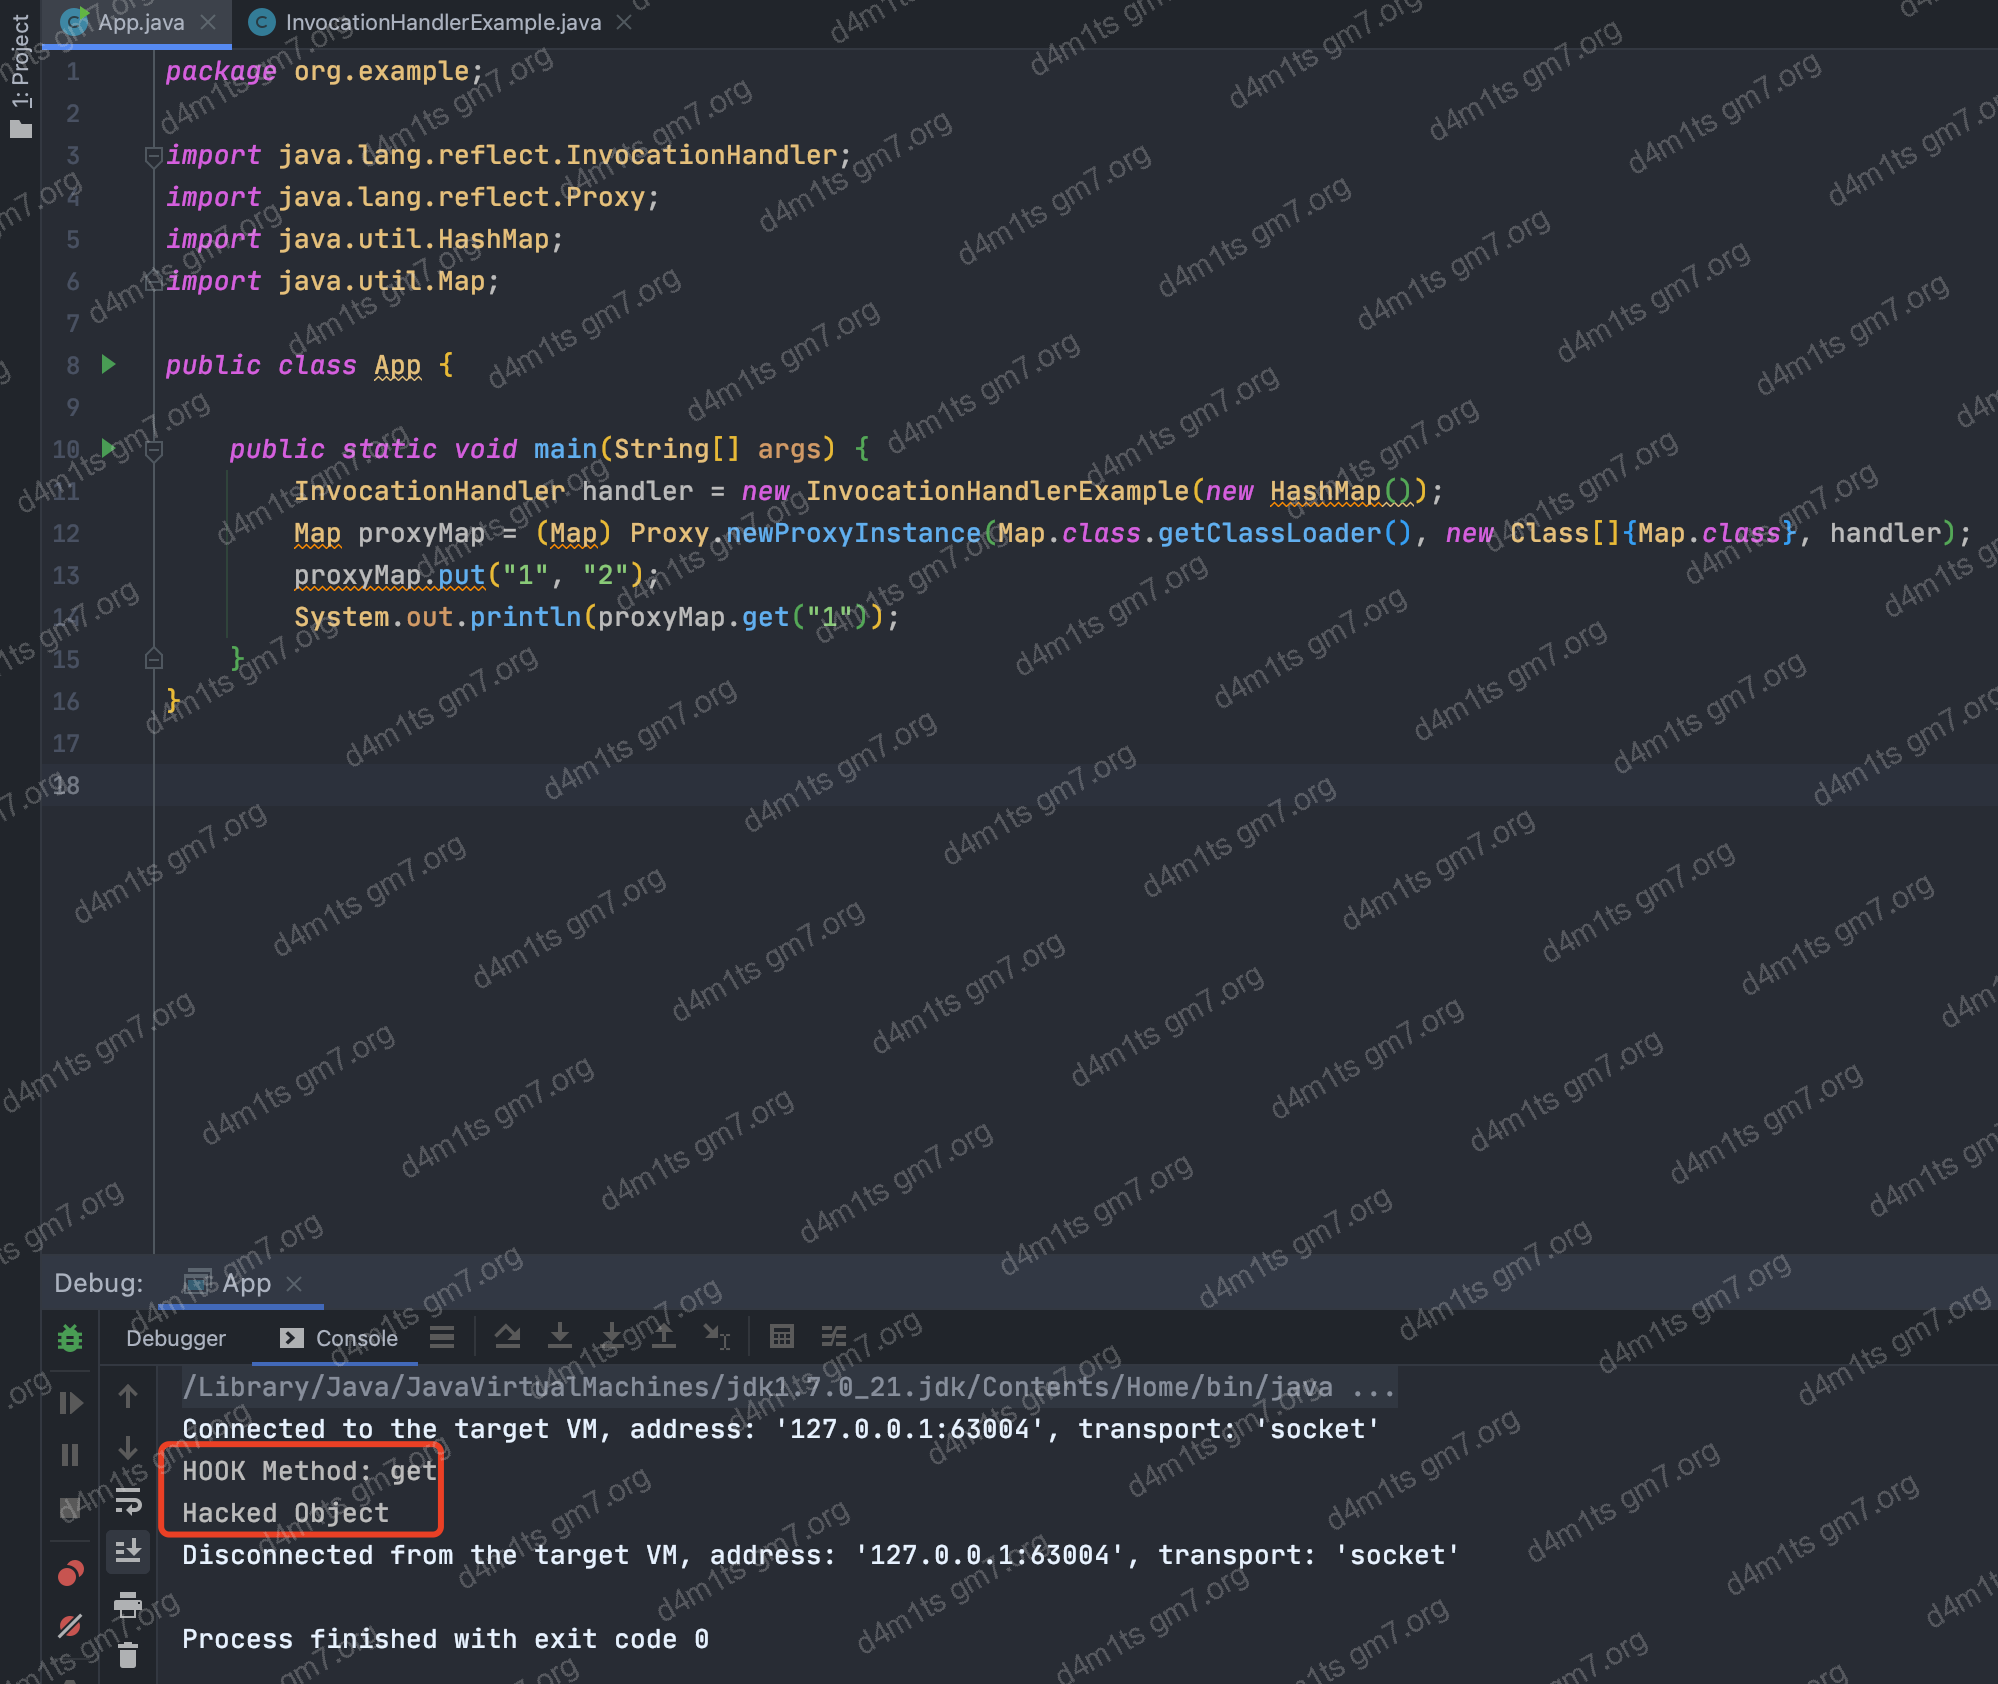 App.java InvocationHandlerExample.java
1: Project
1 package org.example;
2
3 import java.lang.reflect.InvocationHandler;
4 import java.lang.reflect.Proxy;
5 import java.util.HashMap;
6 import java.util.Map;
7
8 public class App {
9
10 public static void main(String[] args) {
11 InvocationHandler handler = new InvocationHandlerExample(new HashMap());
12 Map proxyMap = (Map) Proxy.newProxyInstance(Map.class.getClassLoader(), new Class[]{Map.class}, handler);
13 proxyMap.put("1", "2");
14 System.out.println(proxyMap.get("1"));
15 }
16 }
17
18
Debug: App
Debugger Console
/Library/Java/JavaVirtualMachines/jdk1.7.0_21.jdk/Contents/Home/bin/java ...
Connected to the target VM, address: '127.0.0.1:63004', transport: 'socket'
HOOK Method: get
Hacked Object
Disconnected from the target VM, address: '127.0.0.1:63004', transport: 'socket'
Process finished with exit code 0
d4m1ts gm7.org